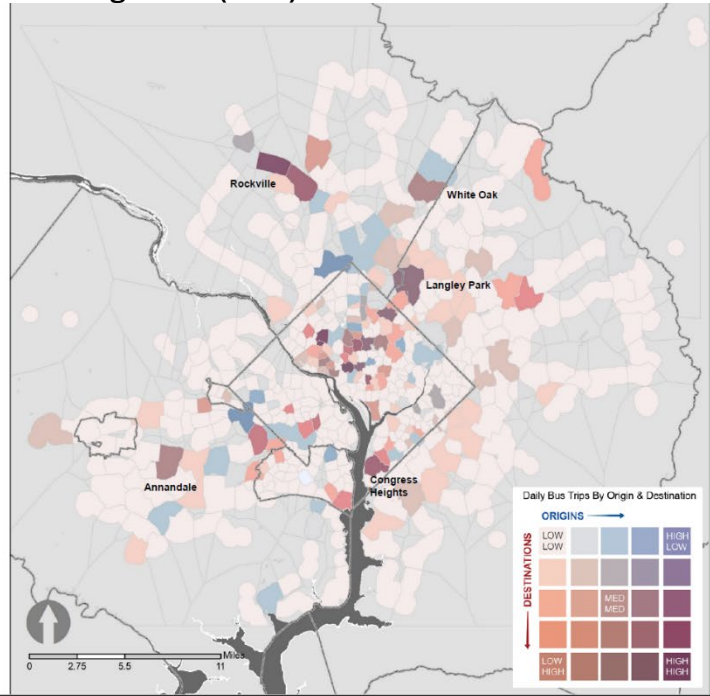 Rockville
White Oak
Langley Park
Annandale
Congress
Heights
Daily Bus Trips By Origin & Destination
ORIGINS
DESTINATIONS
LOW
LOW
HIGH
LOW
MED
MED
LOW
HIGH
HIGH
HIGH
Miles
0 2.75 5.5 11